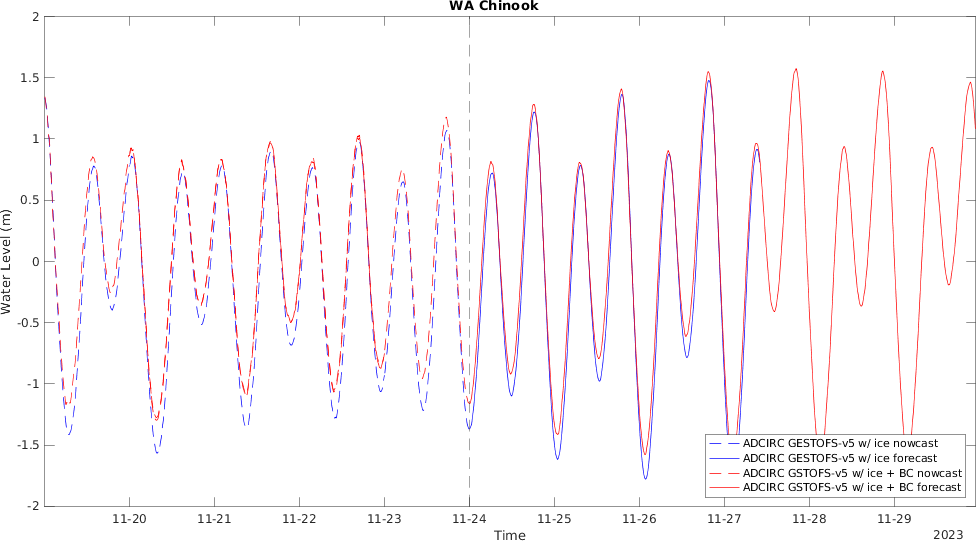 WA Chinook
2
1.5
1
0.5
0
-0.5
-1
-1.5
-2
Water Level (m)
11-20 11-21 11-22 11-23 11-24 11-25 11-26 11-27 11-28 11-29
Time
2023
ADCIRC GESTOFS-v5 w/ ice nowcast
ADCIRC GESTOFS-v5 w/ ice forecast
ADCIRC GSTOFS-v5 w/ ice + BC nowcast
ADCIRC GSTOFS-v5 w/ ice + BC forecast